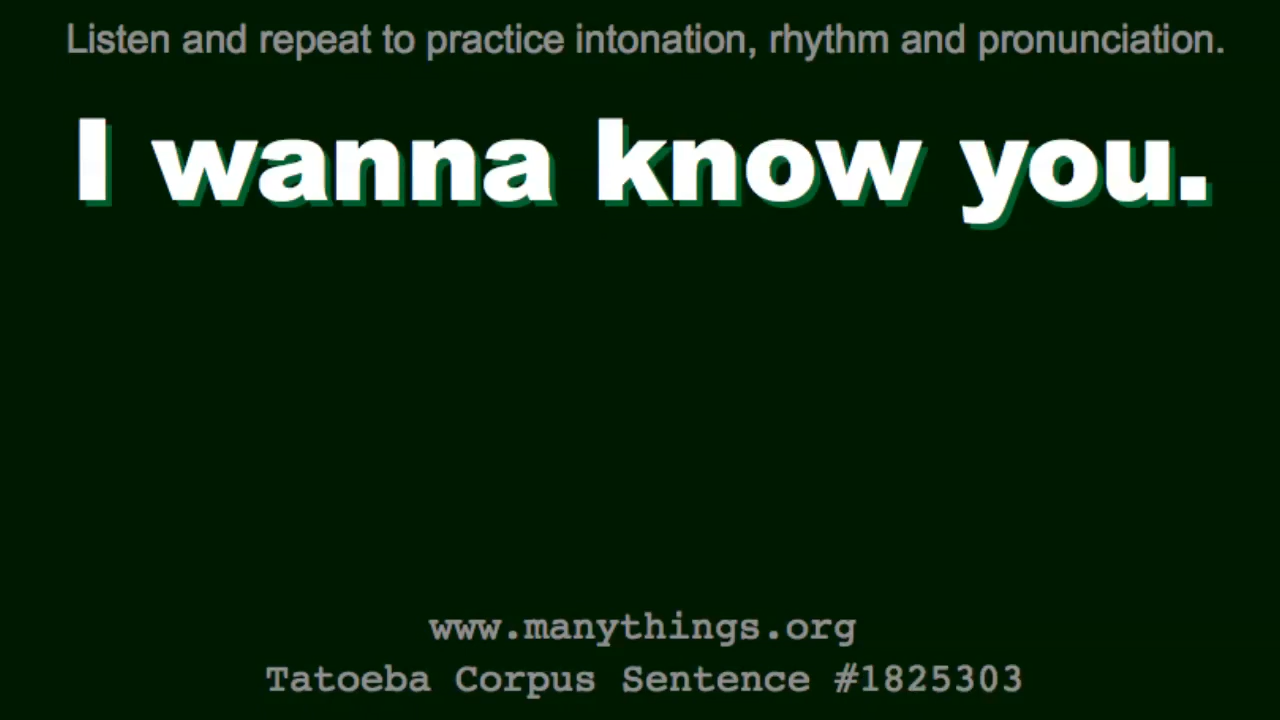 Listen and repeat to practice intonation, rhythm and pronunciation.
I wanna know you.
www.manythings.org
Tatoeba Corpus Sentence #1825303